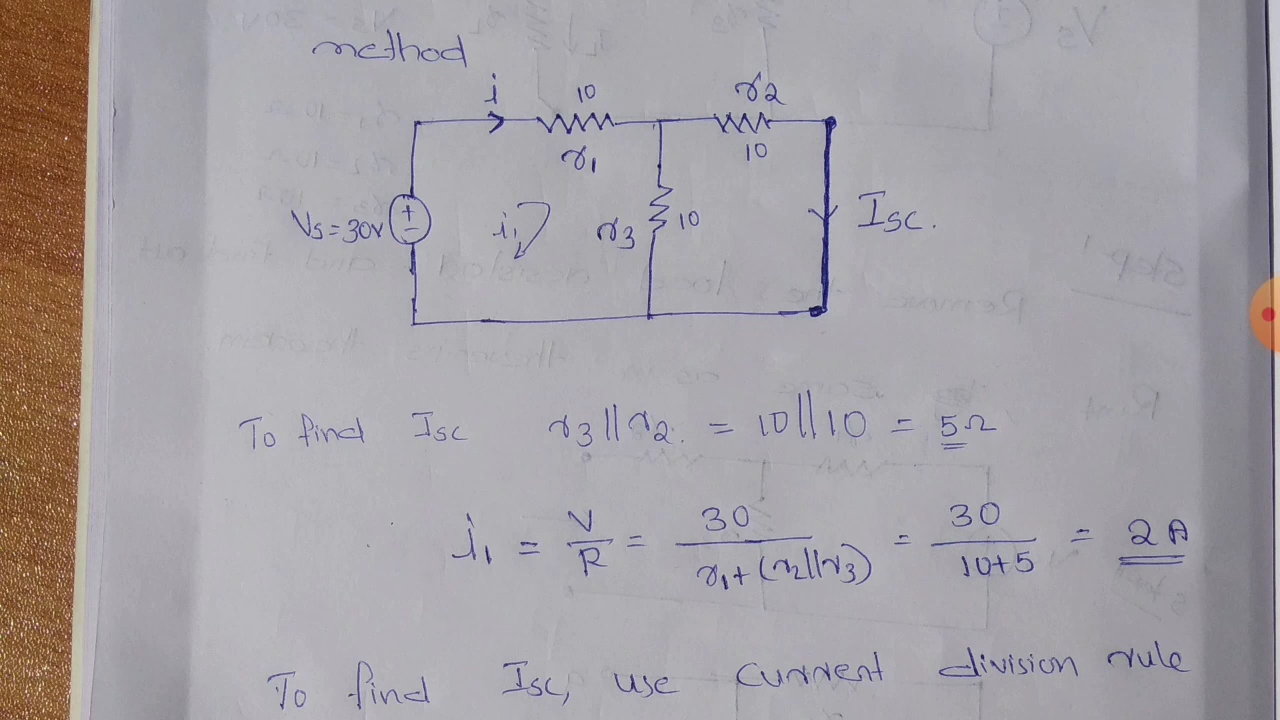 method
i 10 r2
r1 10
Vs=30v + - i1 r3 10 Isc.
To find Isc r3||r2. = 10||10 = 5Ω
i1 = V/R = 30/r1+(r2||r3) = 30/10+5 = 2A
To find Isc, use current division rule